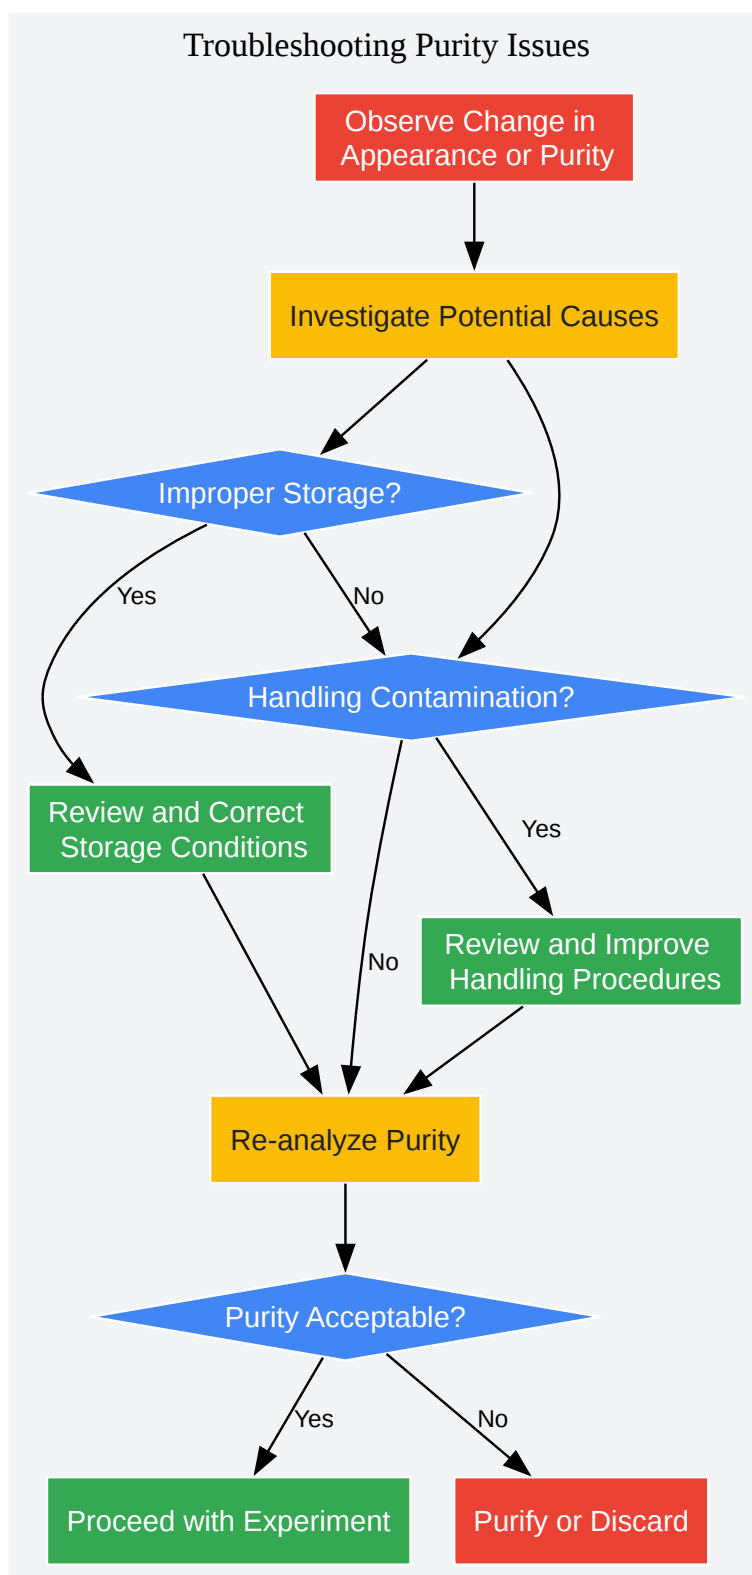 Troubleshooting Purity Issues
Observe Change in
Appearance or Purity
Investigate Potential Causes
Improper Storage?
Yes
No
Handling Contamination?
Review and Correct
Storage Conditions
Yes
Review and Improve
Handling Procedures
No
Re-analyze Purity
Purity Acceptable?
Yes
No
Proceed with Experiment
Purify or Discard